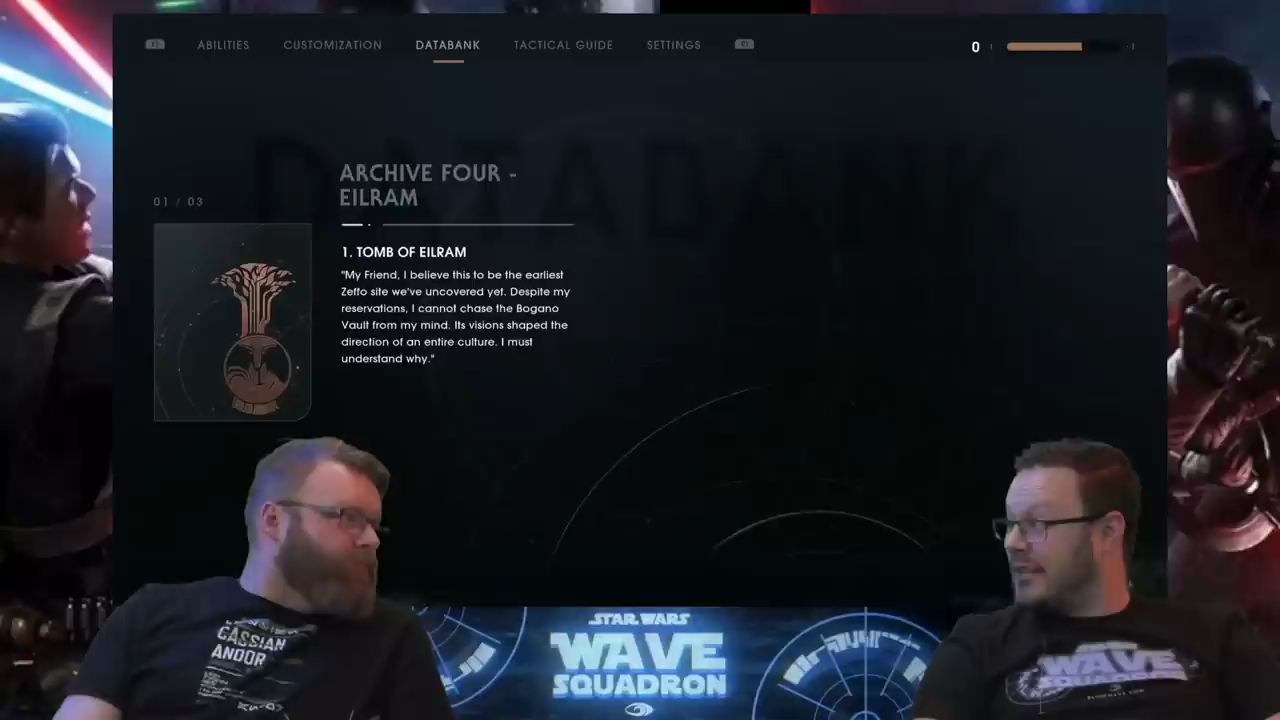 ABILITIES
CUSTOMIZATION
DATABANK
TACTICAL GUIDE
SETTINGS
0
DATABANK
01 / 03
ARCHIVE FOUR -
EILRAM
1. TOMB OF EILRAM
"My Friend, I believe this to be the earliest
Zeffo site we've uncovered yet. Despite my
reservations, I cannot chase the Bogano
Vault from my mind. Its visions shaped the
direction of an entire culture. I must
understand why."
CASSIAN
ANDOR
STAR WARS
WAVE
SQUADRON
WAVE
SQUADRON